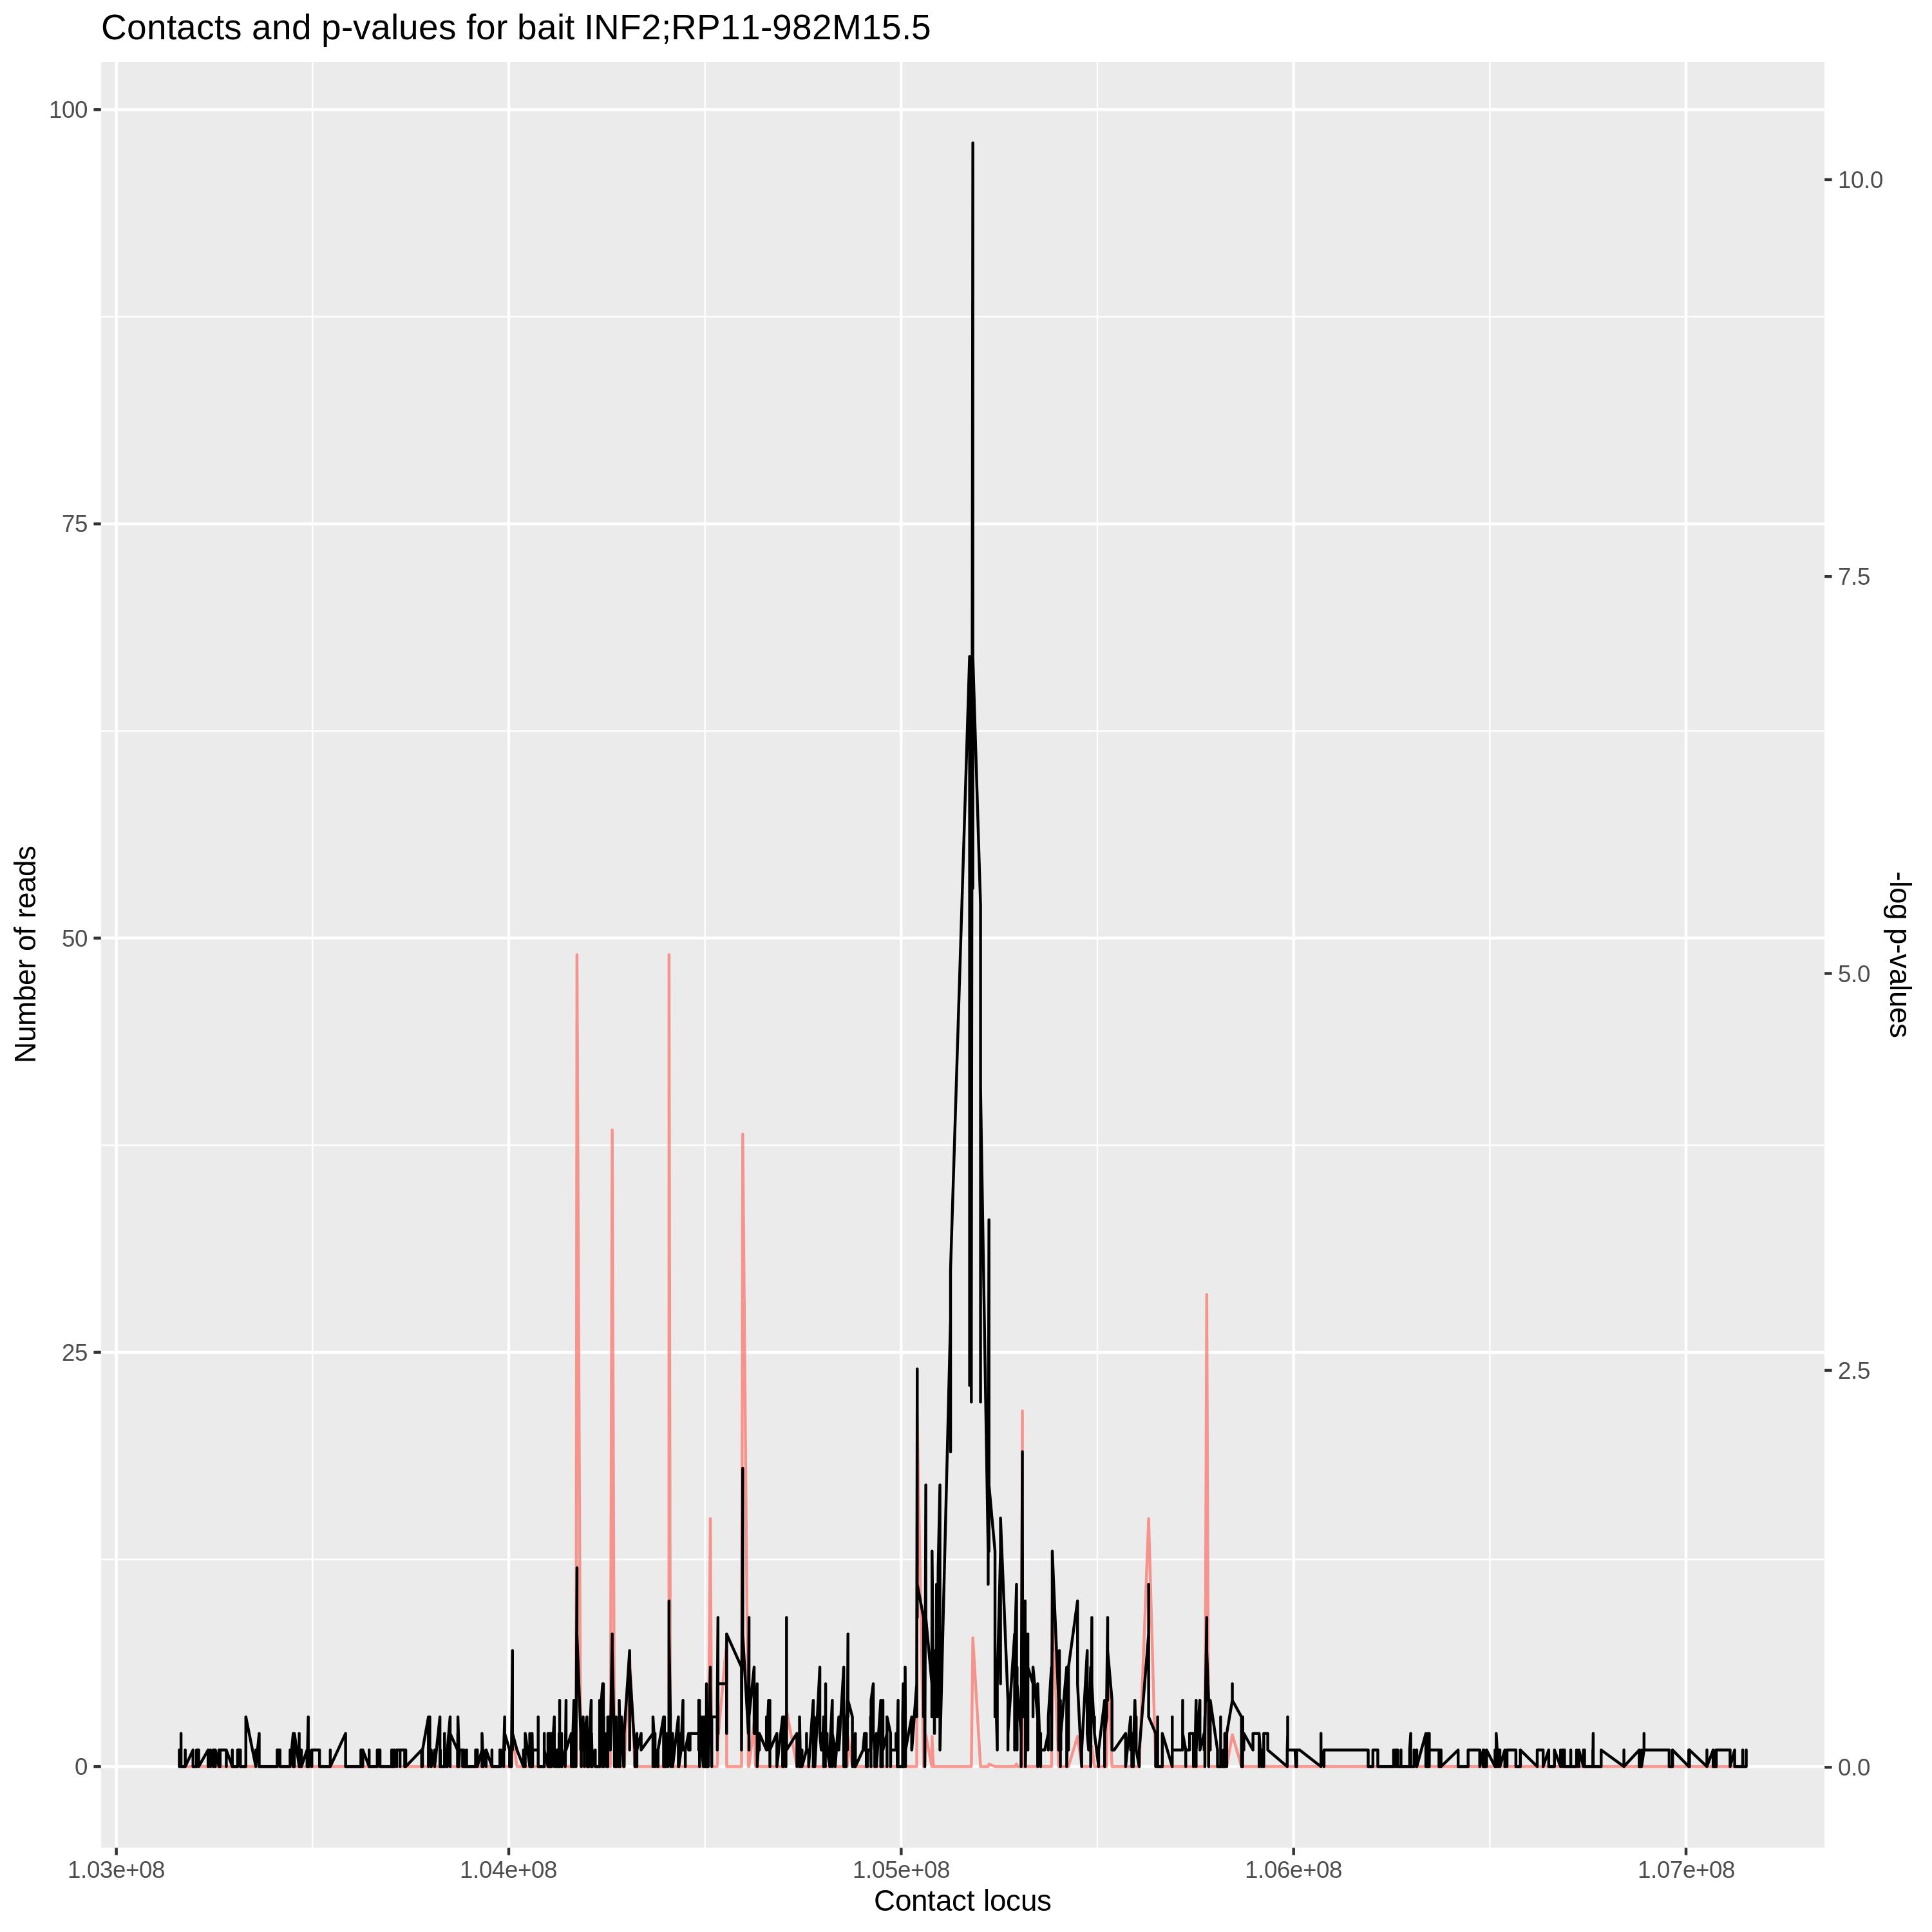 Contacts and p-values for bait INF2;RP11-982M15.5
100
75
50
25
0
Number of reads
10.0
7.5
5.0
2.5
0.0
-log p-values
1.03e+08 1.04e+08 1.05e+08 1.06e+08 1.07e+08
Contact locus